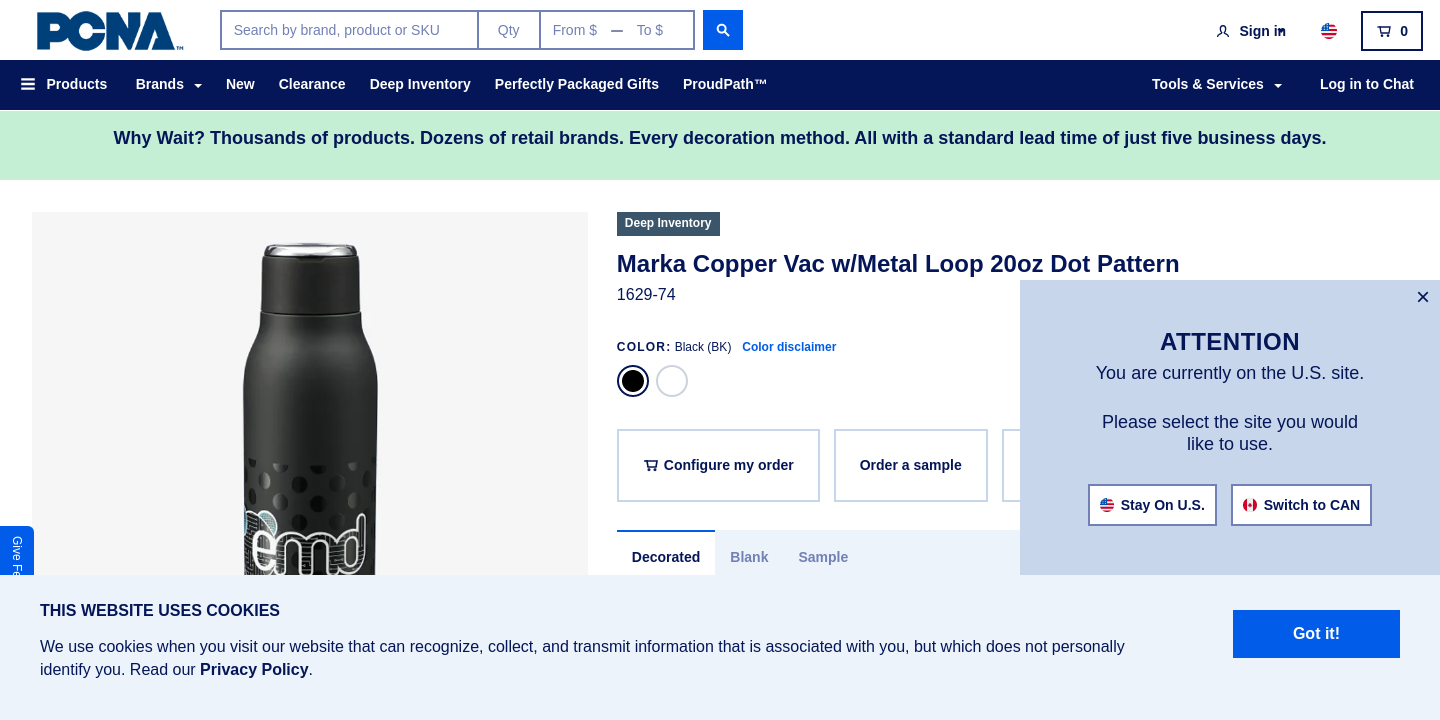 PCNA™
Search by brand, product or SKU
Qty
From $ — To $
Sign in
0
Products
Brands
New
Clearance
Deep Inventory
Perfectly Packaged Gifts
ProudPath™
Tools & Services
Log in to Chat
Why Wait? Thousands of products. Dozens of retail brands. Every decoration method. All with a standard lead time of just five business days.
Deep Inventory
Marka Copper Vac w/Metal Loop 20oz Dot Pattern
1629-74
COLOR: Black (BK) Color disclaimer
Configure my order
Order a sample
Decorated
Blank
Sample
×
ATTENTION
You are currently on the U.S. site.
Please select the site you would
like to use.
Stay On U.S.
Switch to CAN
Give
THIS WEBSITE USES COOKIES
We use cookies when you visit our website that can recognize, collect, and transmit information that is associated with you, but which does not personally
identify you. Read our Privacy Policy.
Got it!